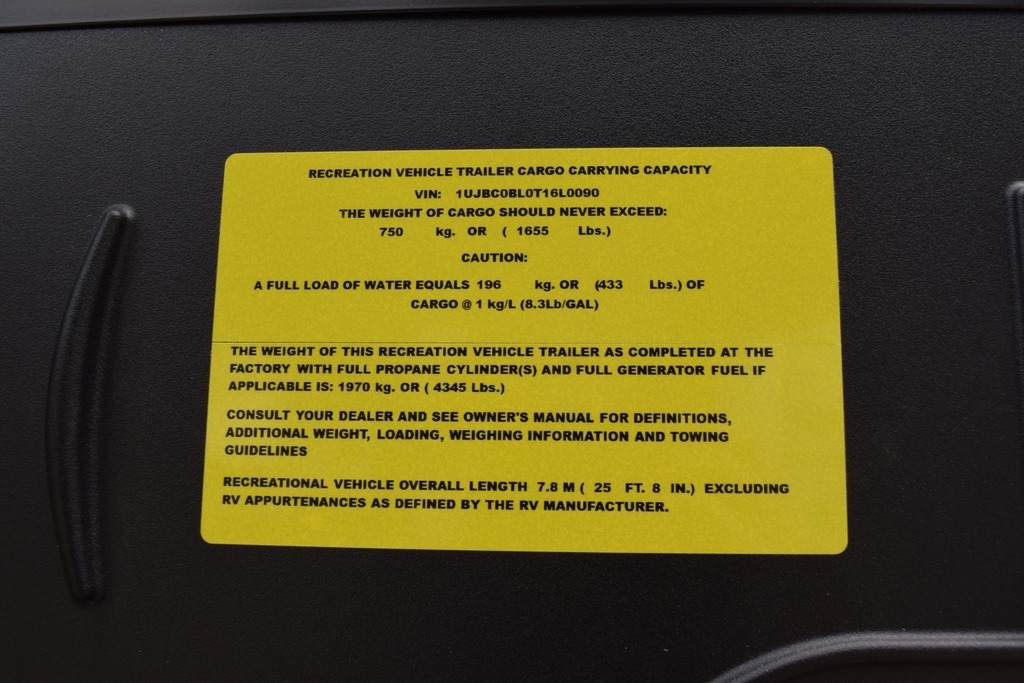 RECREATION VEHICLE TRAILER CARGO CARRYING CAPACITY
VIN: 1UJBC0BL0T16L0090
THE WEIGHT OF CARGO SHOULD NEVER EXCEED:
750 kg. OR ( 1655 Lbs.)
CAUTION:
A FULL LOAD OF WATER EQUALS 196 kg. OR (433 Lbs.) OF
CARGO @ 1 kg/L (8.3Lb/GAL)
THE WEIGHT OF THIS RECREATION VEHICLE TRAILER AS COMPLETED AT THE
FACTORY WITH FULL PROPANE CYLINDER(S) AND FULL GENERATOR FUEL IF
APPLICABLE IS: 1970 kg. OR ( 4345 Lbs.)
CONSULT YOUR DEALER AND SEE OWNER'S MANUAL FOR DEFINITIONS,
ADDITIONAL WEIGHT, LOADING, WEIGHING INFORMATION AND TOWING
GUIDELINES
RECREATIONAL VEHICLE OVERALL LENGTH 7.8 M ( 25 FT. 8 IN.) EXCLUDING
RV APPURTENANCES AS DEFINED BY THE RV MANUFACTURER.